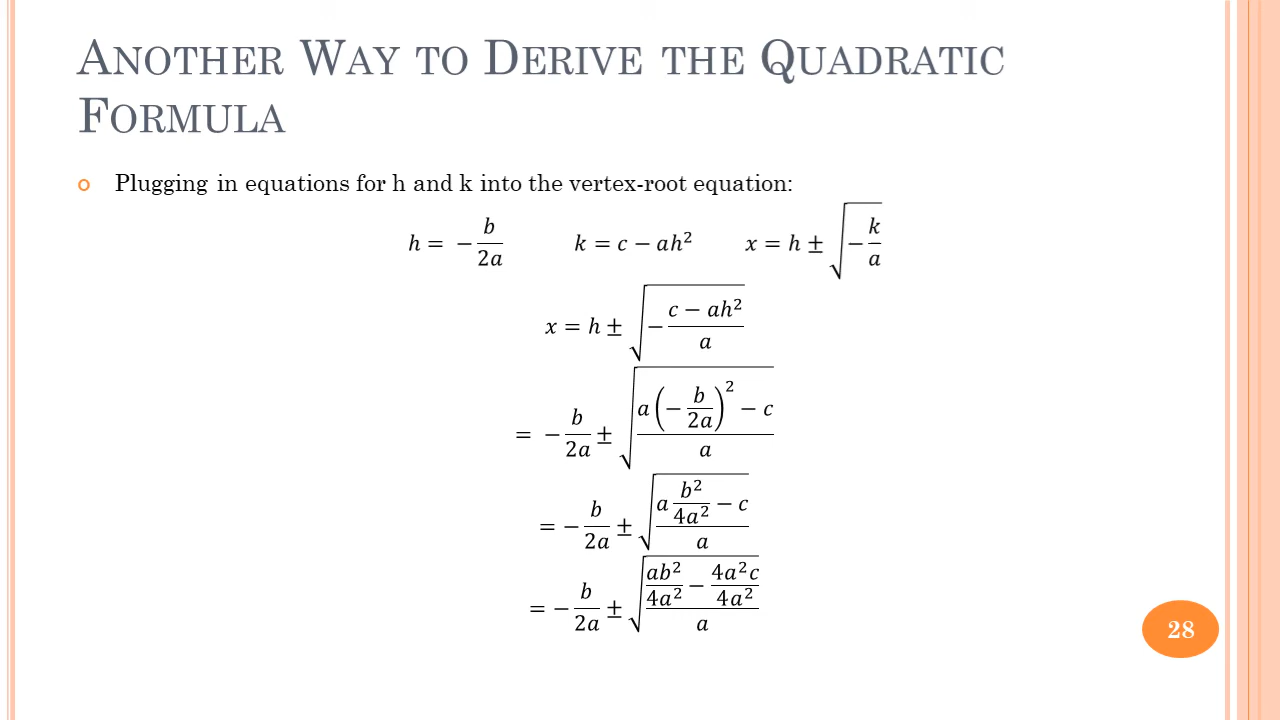 ANOTHER WAY TO DERIVE THE QUADRATIC
FORMULA
Plugging in equations for h and k into the vertex-root equation:
h = −b/2a    k = c − ah²    x = h ± √(−k/a)
x = h ± √(−(c − ah²)/a)
= −b/2a ± √((a(−b/2a)² − c)/a)
= −b/2a ± √((a b²/4a² − c)/a)
= −b/2a ± √((ab²/4a² − 4a²c/4a²)/a)
28